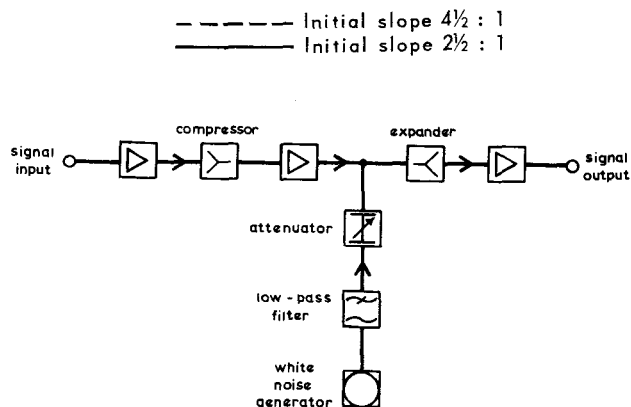 Initial slope 4½ : 1
Initial slope 2½ : 1
compressor
expander
signal
input
signal
output
attenuator
low - pass
filter
white
noise
generator